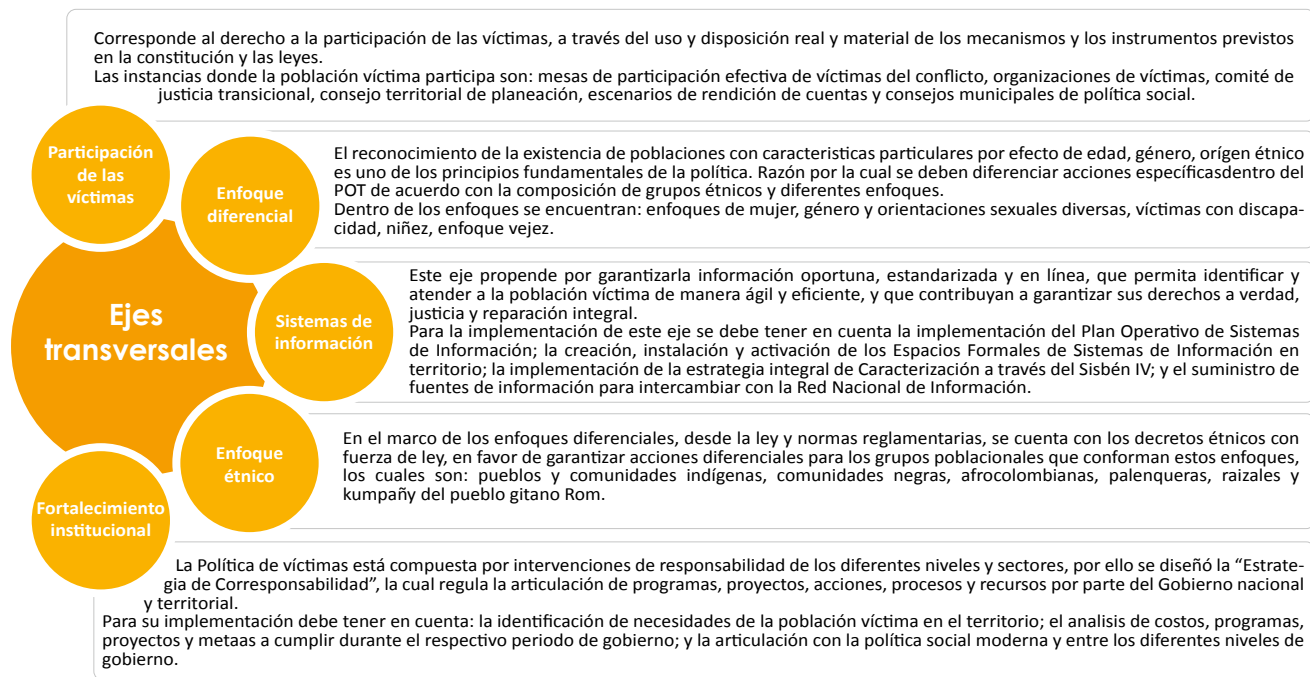 Corresponde al derecho a la participación de las víctimas, a través del uso y disposición real y material de los mecanismos y los instrumentos previstos
en la constitución y las leyes.
Las instancias donde la población víctima participa son: mesas de participación efectiva de víctimas del conflicto, organizaciones de víctimas, comité de
justicia transicional, consejo territorial de planeación, escenarios de rendición de cuentas y consejos municipales de política social.
Participación
de las
víctimas
Enfoque
diferencial
El reconocimiento de la existencia de poblaciones con caracteristicas particulares por efecto de edad, género, orígen étnico
es uno de los principios fundamentales de la política. Razón por la cual se deben diferenciar acciones específicasdentro del
POT de acuerdo con la composición de grupos étnicos y diferentes enfoques.
Dentro de los enfoques se encuentran: enfoques de mujer, género y orientaciones sexuales diversas, víctimas con discapa-
cidad, niñez, enfoque vejez.
Ejes
transversales
Sistemas de
información
Este eje propende por garantizarla información oportuna, estandarizada y en línea, que permita identificar y
atender a la población víctima de manera ágil y eficiente, y que contribuyan a garantizar sus derechos a verdad,
justicia y reparación integral.
Para la implementación de este eje se debe tener en cuenta la implementación del Plan Operativo de Sistemas
de Información; la creación, instalación y activación de los Espacios Formales de Sistemas de Información en
territorio; la implementación de la estrategia integral de Caracterización a través del Sisbén IV; y el suministro de
fuentes de información para intercambiar con la Red Nacional de Información.
Enfoque
étnico
En el marco de los enfoques diferenciales, desde la ley y normas reglamentarias, se cuenta con los decretos étnicos con
fuerza de ley, en favor de garantizar acciones diferenciales para los grupos poblacionales que conforman estos enfoques,
los cuales son: pueblos y comunidades indígenas, comunidades negras, afrocolombianas, palenqueras, raizales y
kumpañy del pueblo gitano Rom.
Fortalecimiento
institucional
La Política de víctimas está compuesta por intervenciones de responsabilidad de los diferentes niveles y sectores, por ello se diseñó la “Estrate-
gia de Corresponsabilidad”, la cual regula la articulación de programas, proyectos, acciones, procesos y recursos por parte del Gobierno nacional
y territorial.
Para su implementación debe tener en cuenta: la identificación de necesidades de la población víctima en el territorio; el analisis de costos, programas,
proyectos y metaas a cumplir durante el respectivo periodo de gobierno; y la articulación con la política social moderna y entre los diferentes niveles de
gobierno.